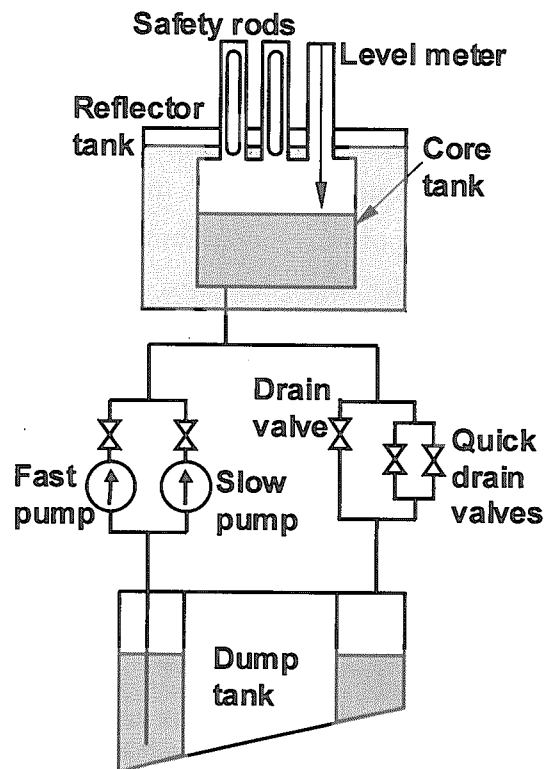 Safety rods
Level meter
Reflector
tank
Core
tank
Drain
valve
Quick
drain
valves
Fast
pump
Slow
pump
Dump
tank